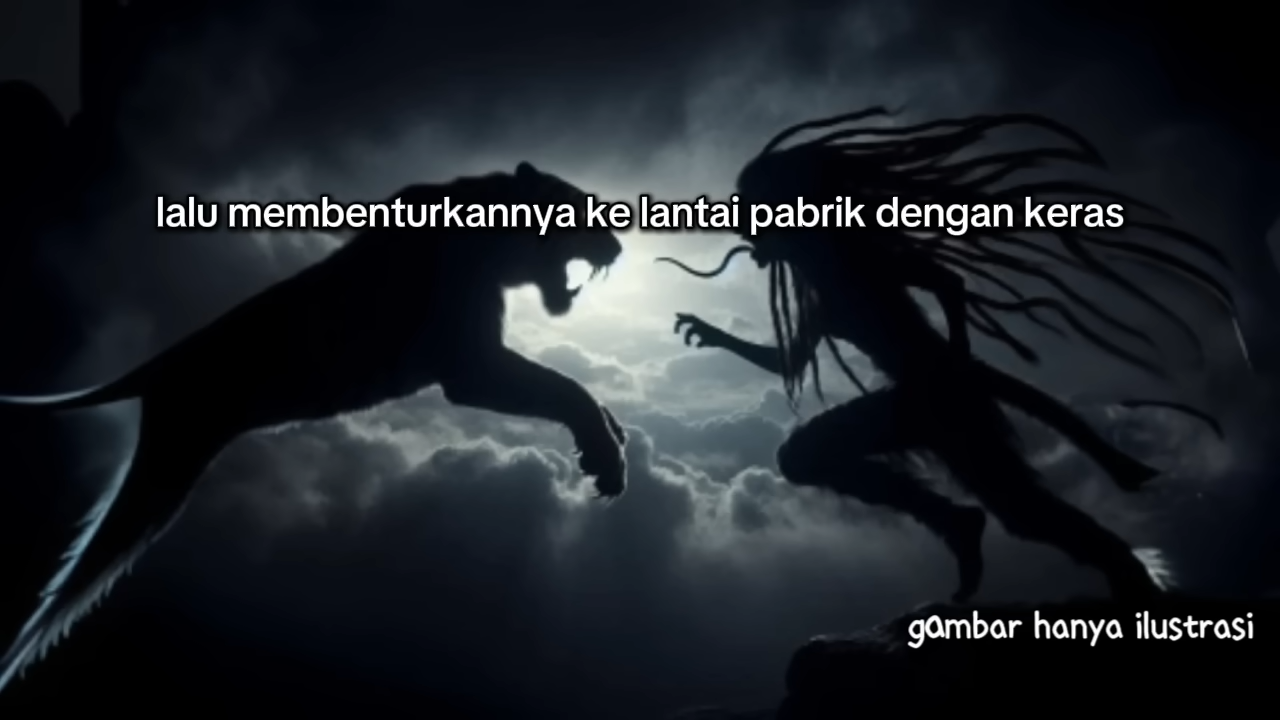 lalu membenturkannya ke lantai pabrik dengan keras
gambar hanya ilustrasi